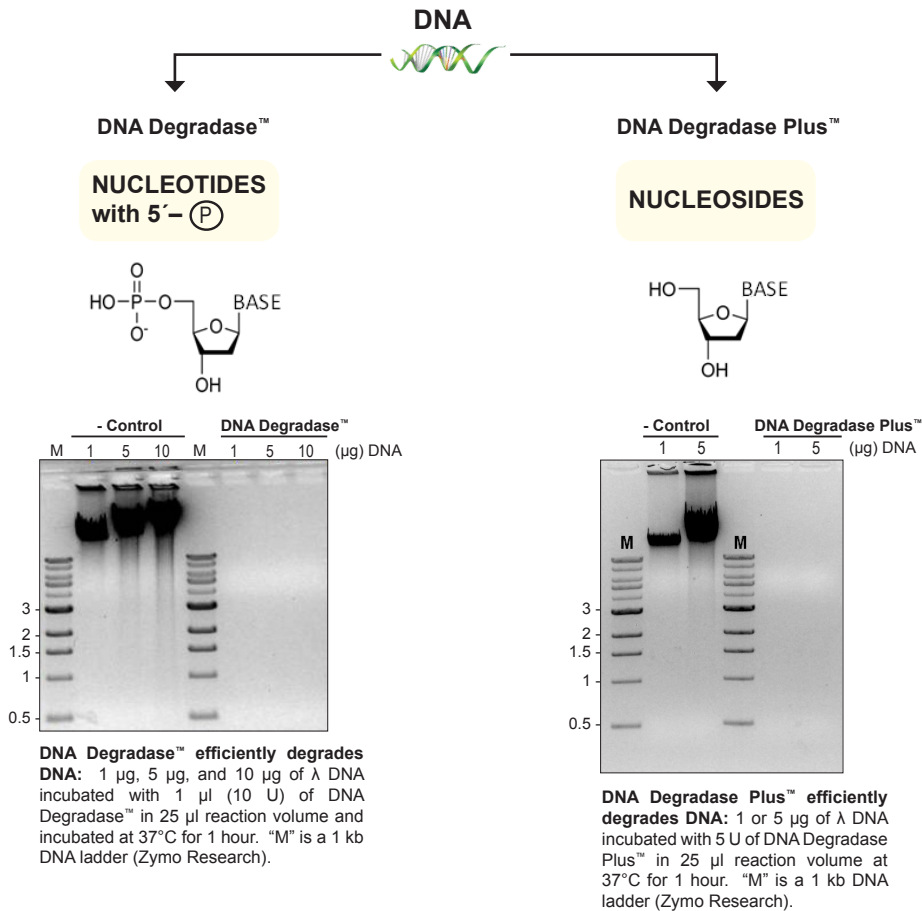 DNA
DNA Degradase™
NUCLEOTIDES
with 5´– P
O
HO–P–O
O-
BASE
O
OH
- Control
DNA Degradase™
M 1 5 10 M 1 5 10 (µg) DNA
3
2
1.5
1
0.5
DNA Degradase™ efficiently degrades
DNA: 1 µg, 5 µg, and 10 µg of λ DNA
incubated with 1 µl (10 U) of DNA
Degradase™ in 25 µl reaction volume and
incubated at 37°C for 1 hour. “M” is a 1 kb
DNA ladder (Zymo Research).
DNA Degradase Plus™
NUCLEOSIDES
HO
BASE
O
OH
- Control
DNA Degradase Plus™
1 5 1 5 (µg) DNA
M M
3
2
1.5
1
0.5
DNA Degradase Plus™ efficiently
degrades DNA: 1 or 5 µg of λ DNA
incubated with 5 U of DNA Degradase
Plus™ in 25 µl reaction volume at
37°C for 1 hour. “M” is a 1 kb DNA
ladder (Zymo Research).